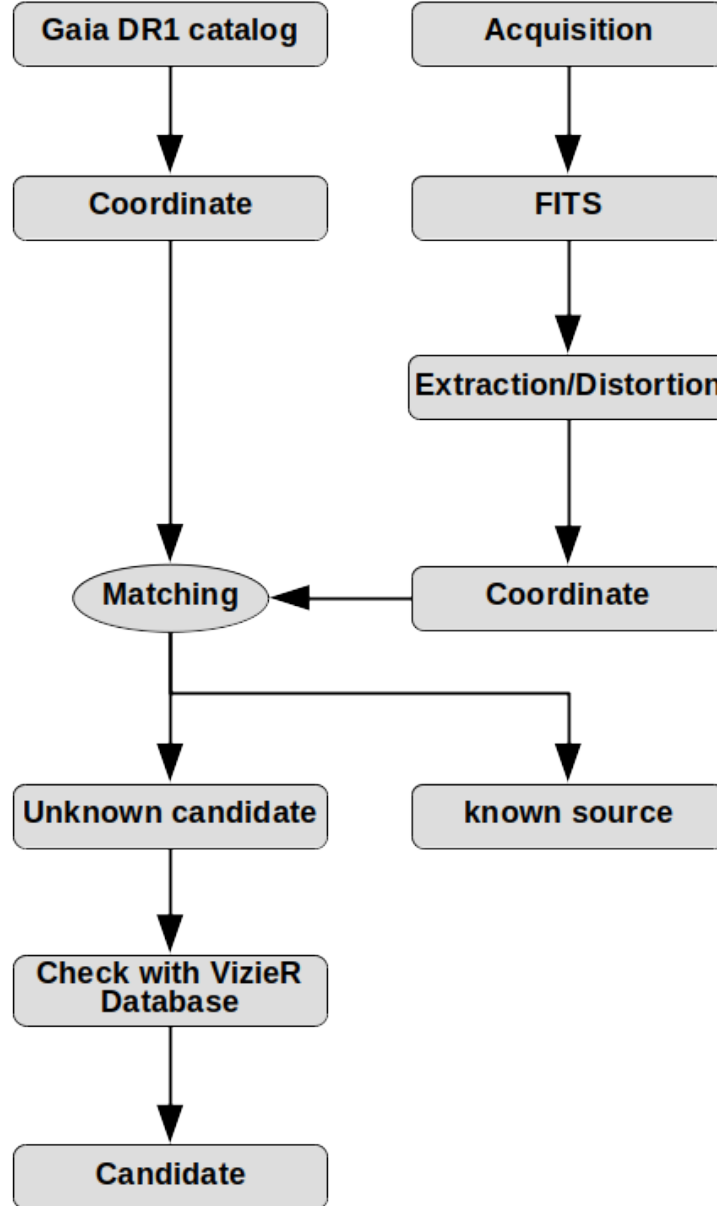 Gaia DR1 catalog
Acquisition
Coordinate
FITS
Extraction/Distortion
Matching
Coordinate
Unknown candidate
known source
Check with VizieR
Database
Candidate